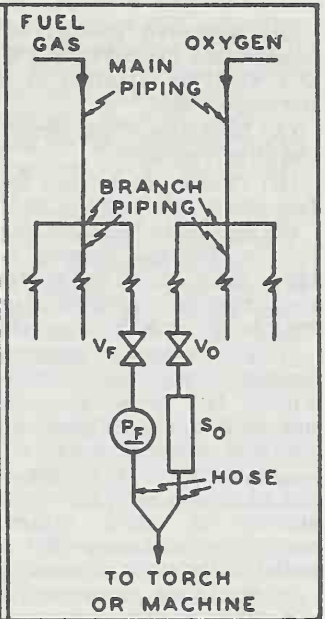 FUEL
GAS
OXYGEN
MAIN
PIPING
BRANCH
PIPING
VF
VO
PF
SO
HOSE
TO TORCH
OR MACHINE